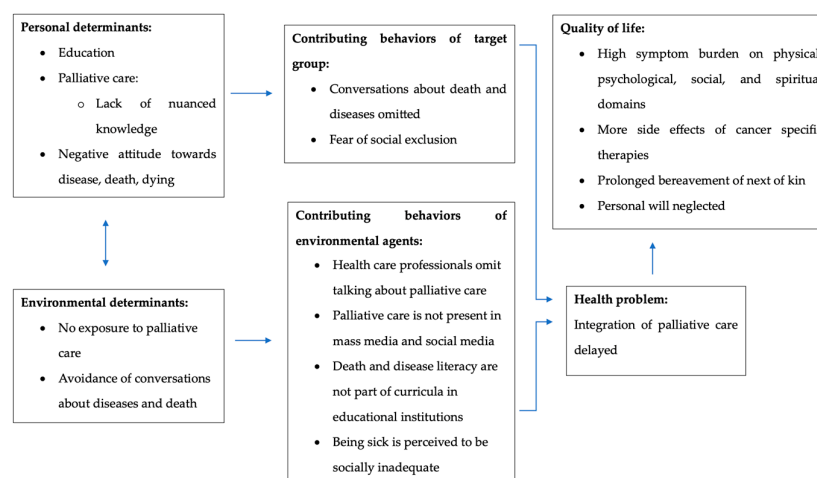 Personal determinants:
• Education
• Palliative care:
o Lack of nuanced
knowledge
• Negative attitude towards
disease, death, dying
Environmental determinants:
• No exposure to palliative
care
• Avoidance of conversations
about diseases and death
Contributing behaviors of target
group:
• Conversations about death and
diseases omitted
• Fear of social exclusion
Contributing behaviors of
environmental agents:
• Health care professionals omit
talking about palliative care
• Palliative care is not present in
mass media and social media
• Death and disease literacy are
not part of curricula in
educational institutions
• Being sick is perceived to be
socially inadequate
Quality of life:
• High symptom burden on physical
psychological, social, and spiritua
domains
• More side effects of cancer specifi
therapies
• Prolonged bereavement of next of kin
• Personal will neglected
Health problem:
Integration of palliative care
delayed